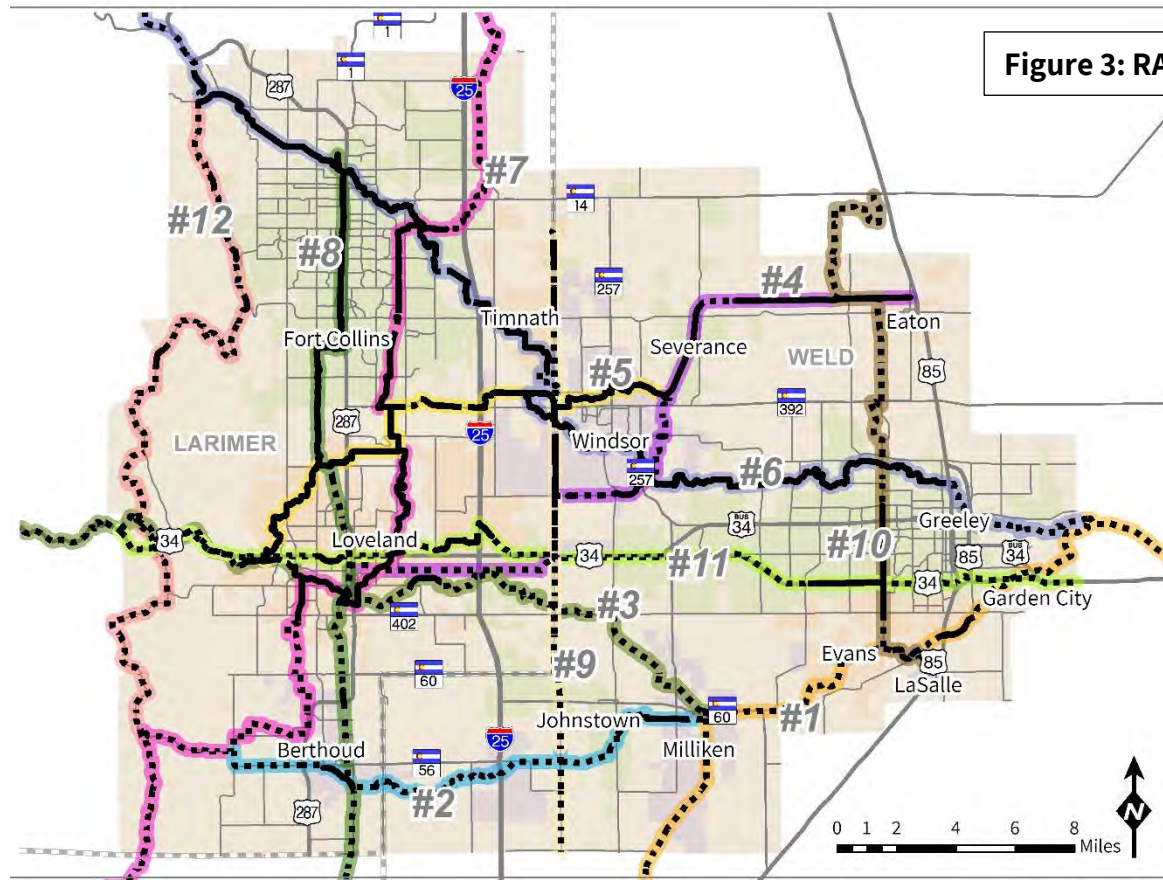 1
1
287
25
Figure 3: RA
#7
14
#12
#8
257
#4
Timnath
Eaton
Fort Collins
Severance
WELD
#5
85
392
287
25
LARIMER
Windsor
257
#6
BUS
34
Greeley
34
Loveland
#10
85
BUS
34
34
#11
34
Garden City
402
#3
Evans
85
60
#9
LaSalle
60
#1
Johnstown
Berthoud
25
Milliken
56
#2
287
N
0 1 2 4 6 8
Miles